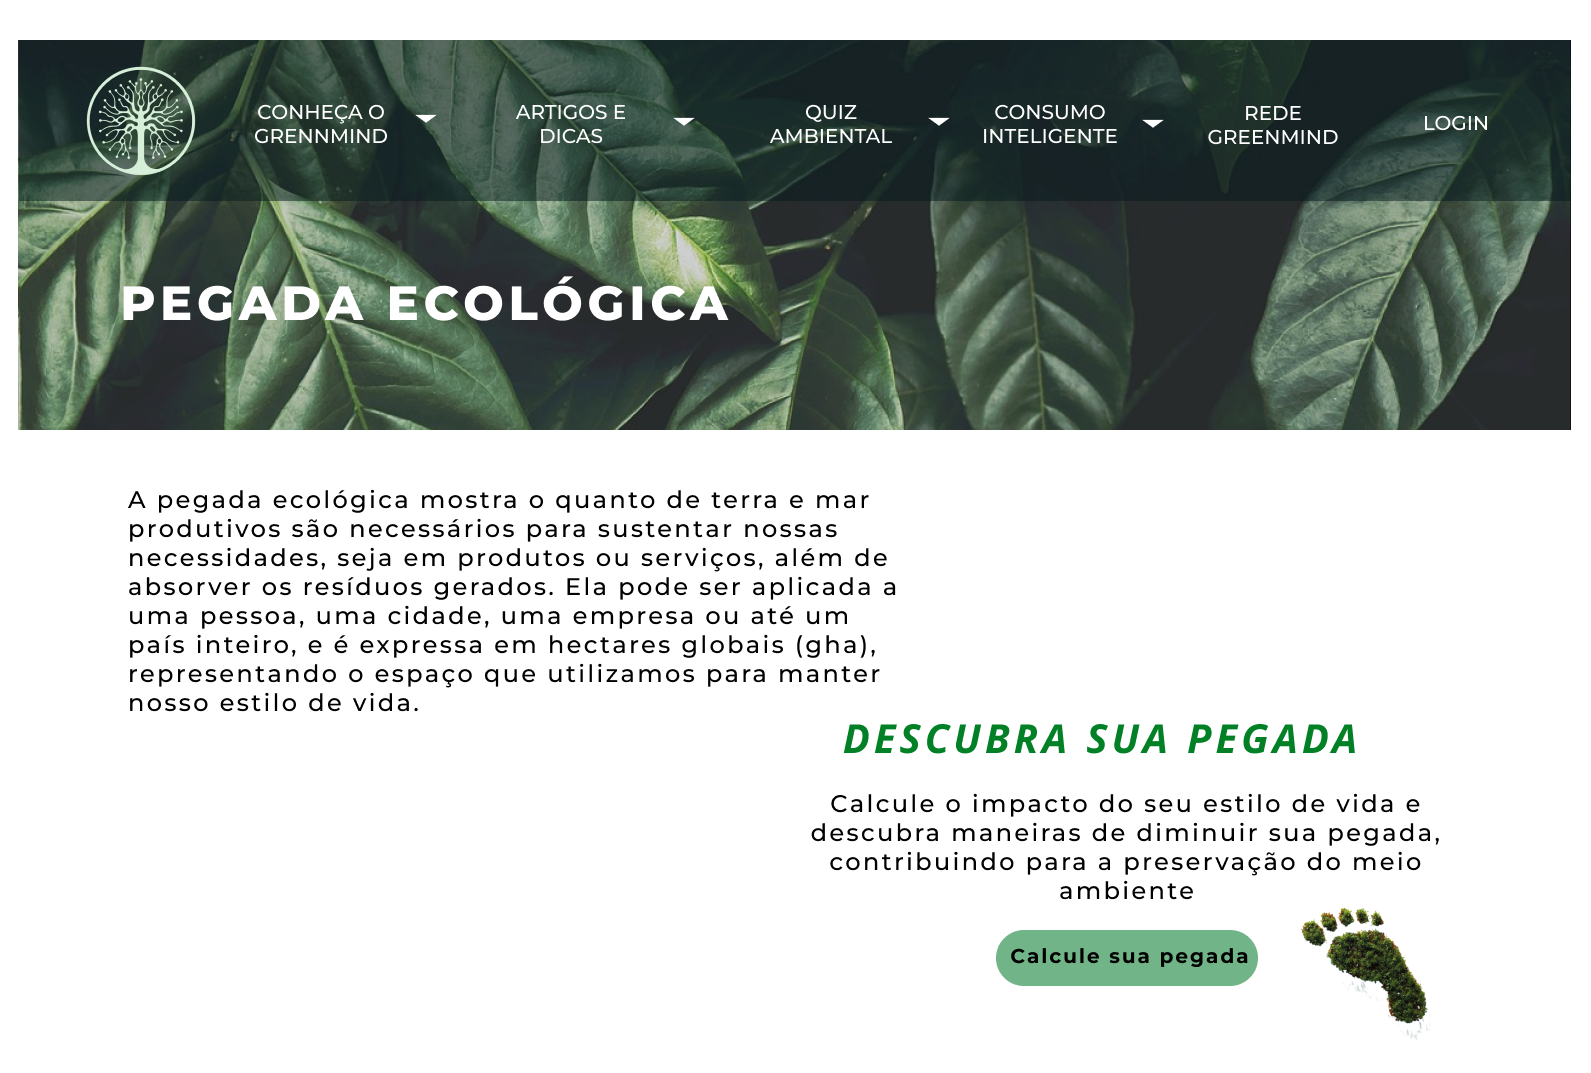 CONHEÇA O
GRENNMIND
ARTIGOS E
DICAS
QUIZ
AMBIENTAL
CONSUMO
INTELIGENTE
REDE
GREENMIND
LOGIN
PEGADA ECOLÓGICA
A pegada ecológica mostra o quanto de terra e mar
produtivos são necessários para sustentar nossas
necessidades, seja em produtos ou serviços, além de
absorver os resíduos gerados. Ela pode ser aplicada a
uma pessoa, uma cidade, uma empresa ou até um
país inteiro, e é expressa em hectares globais (gha),
representando o espaço que utilizamos para manter
nosso estilo de vida.
DESCUBRA SUA PEGADA
Calcule o impacto do seu estilo de vida e
descubra maneiras de diminuir sua pegada,
contribuindo para a preservação do meio
ambiente
Calcule sua pegada